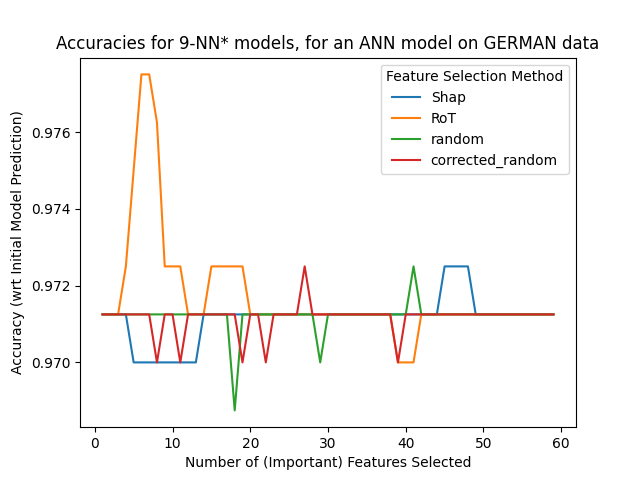 Accuracies for 9-NN* models, for an ANN model on GERMAN data
Accuracy (wrt Initial Model Prediction)
0.976
0.974
0.972
0.970
Feature Selection Method
Shap
RoT
random
corrected_random
0 10 20 30 40 50 60
Number of (Important) Features Selected